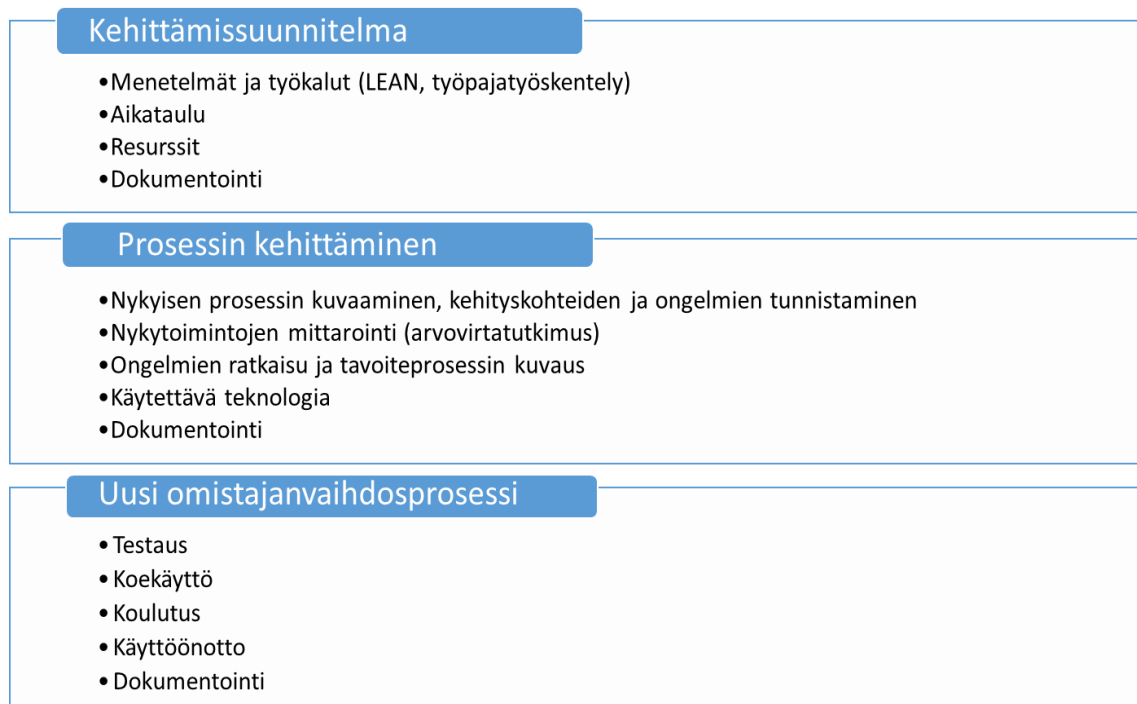 Kehittämissuunnitelma
•Menetelmät ja työkalut (LEAN, työpajatyöskentely)
•Aikataulu
•Resurssit
•Dokumentointi
Prosessin kehittäminen
•Nykyisen prosessin kuvaaminen, kehityskohteiden ja ongelmien tunnistaminen
•Nykytoimintojen mittarointi (arvovirtatutkimus)
•Ongelmien ratkaisu ja tavoiteprosessin kuvaus
•Käytettävä teknologia
•Dokumentointi
Uusi omistajanvaihdosprosessi
•Testaus
•Koekäyttö
•Koulutus
•Käyttöönotto
•Dokumentointi